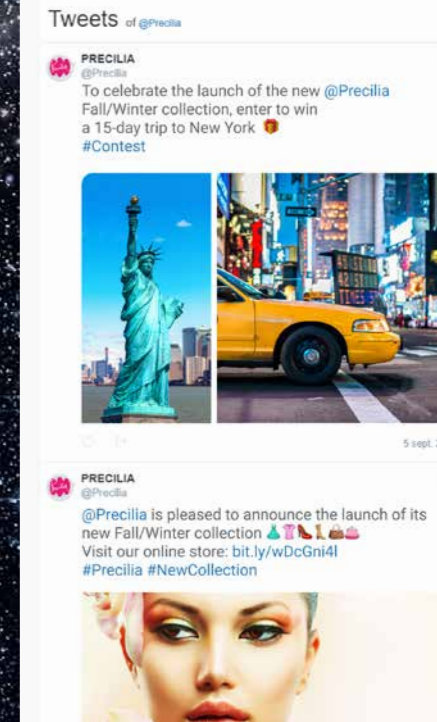 Tweets of @Precilia
PRECILIA
@Precilia
To celebrate the launch of the new @Precilia
Fall/Winter collection, enter to win
a 15-day trip to New York 🎁
#Contest
5 sept.
PRECILIA
@Precilia
@Precilia is pleased to announce the launch of its
new Fall/Winter collection 👗👚👠👢👜👛
Visit our online store: bit.ly/wDcGni4l
#Precilia #NewCollection